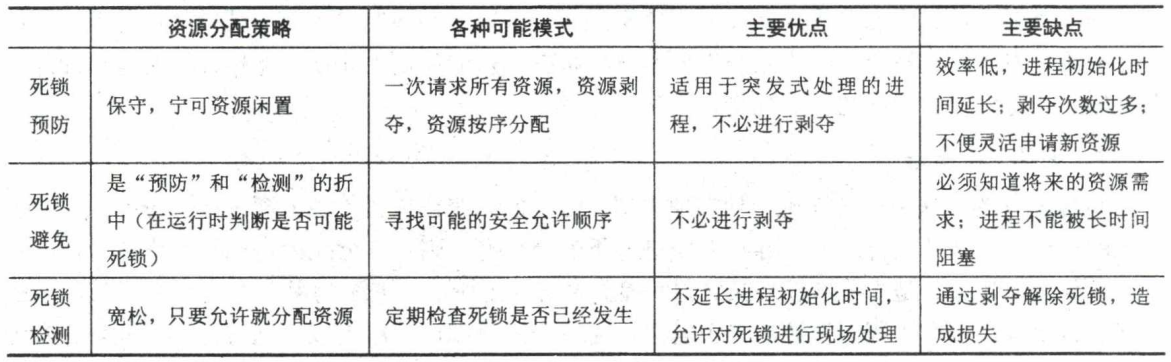 资源分配策略 各种可能模式 主要优点 主要缺点
死锁
预防
保守，宁可资源闲置
一次请求所有资源，资源剥
夺，资源按序分配
适用于突发式处理的进
程，不必进行剥夺
效率低，进程初始化时
间延长；剥夺次数过多；
不便灵活申请新资源
死锁
避免
是“预防”和“检测”的折
中（在运行时判断是否可能
死锁）
寻找可能的安全允许顺序
不必进行剥夺
必须知道将来的资源需
求；进程不能被长时间
阻塞
死锁
检测
宽松，只要允许就分配资源
定期检查死锁是否已经发生
不延长进程初始化时间，
允许对死锁进行现场处理
通过剥夺解除死锁，造
成损失